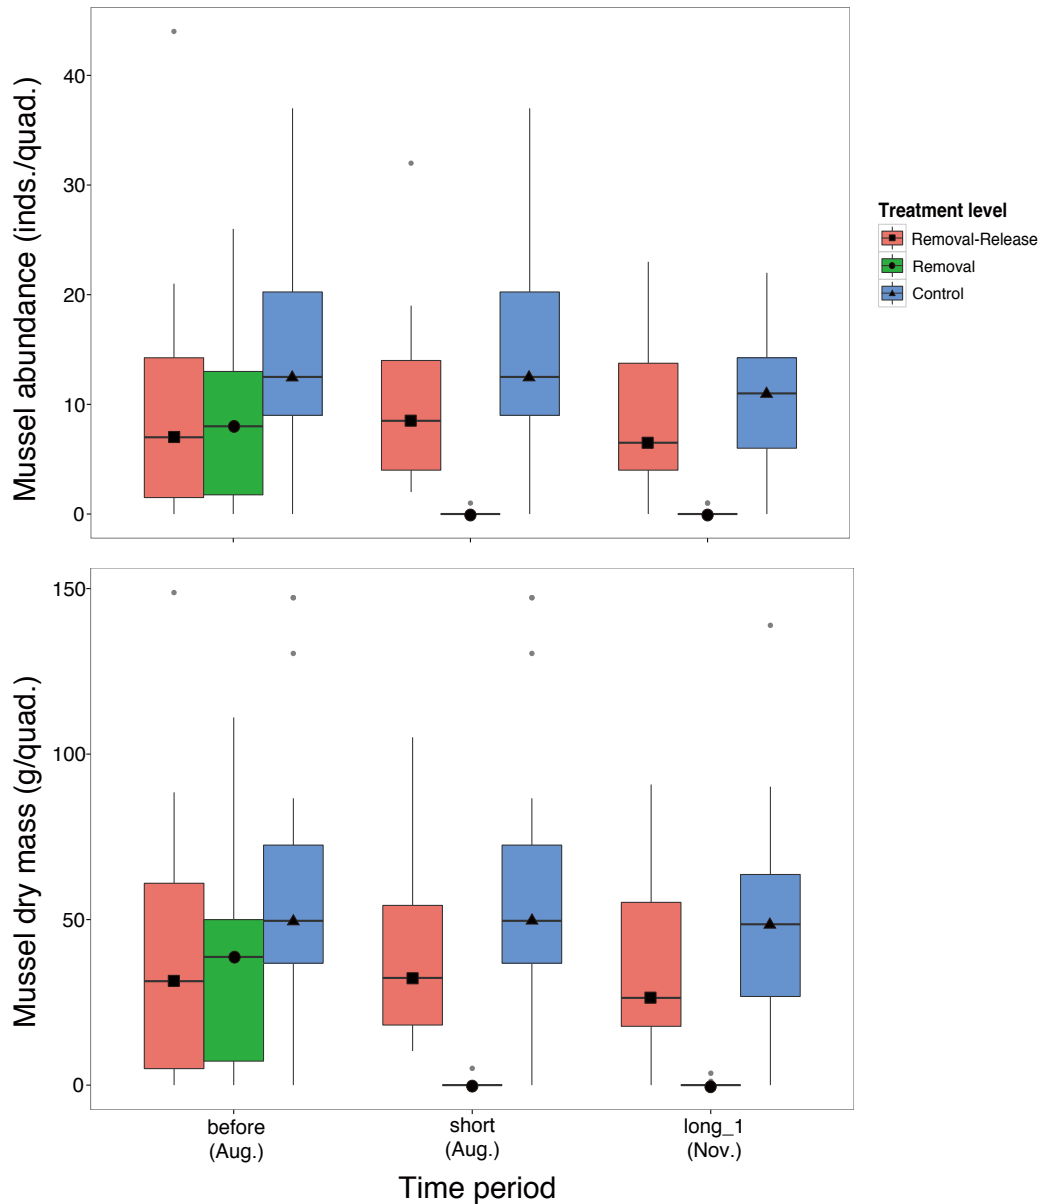 Mussel abundance (inds./quad.)
40
30
20
10
0
Treatment level
Removal-Release
Removal
Control
Mussel dry mass (g/quad.)
150
100
50
0
before
(Aug.)
short
(Aug.)
long_1
(Nov.)
Time period